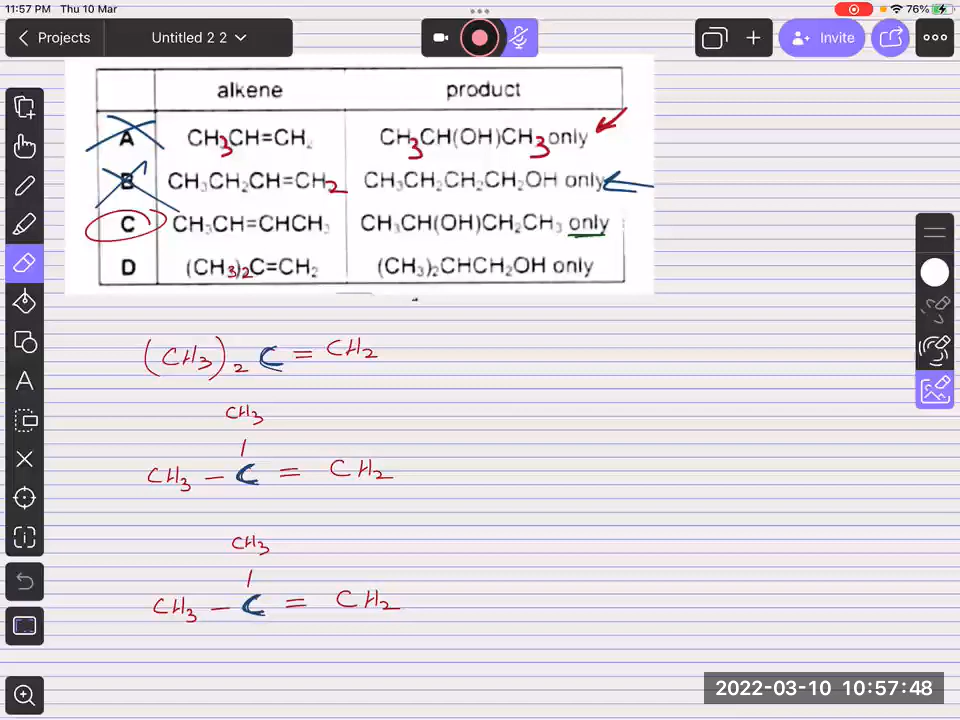 11:57 PM Thu 10 Mar
76%
Projects
Untitled 2 2
Invite
alkene product
A CH3CH=CH₂ CH3CH(OH)CH3 only
B CH₃CH₂CH=CH2 CH₃CH₂CH₂CH₂OH only
C CH₃CH=CHCH₃ CH₃CH(OH)CH₂CH₃ only
D (CH3)2C=CH₂ (CH₃)₂CHCH₂OH only
(CH3)2 C = CH2
CH3
|
CH3 – C = CH2
CH3
|
CH3 – C = CH2
A
2022-03-10 10:57:48